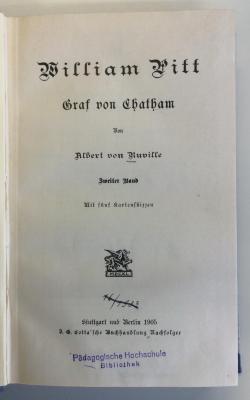 William Pitt
Graf von Chatham
Von
Albert von Ruville
Zweiter Band
Mit fünf Kartenskizzen
Stuttgart und Berlin 1905
J. G. Cotta'sche Buchhandlung Nachfolger
Pädagogische Hochschule
Bibliothek